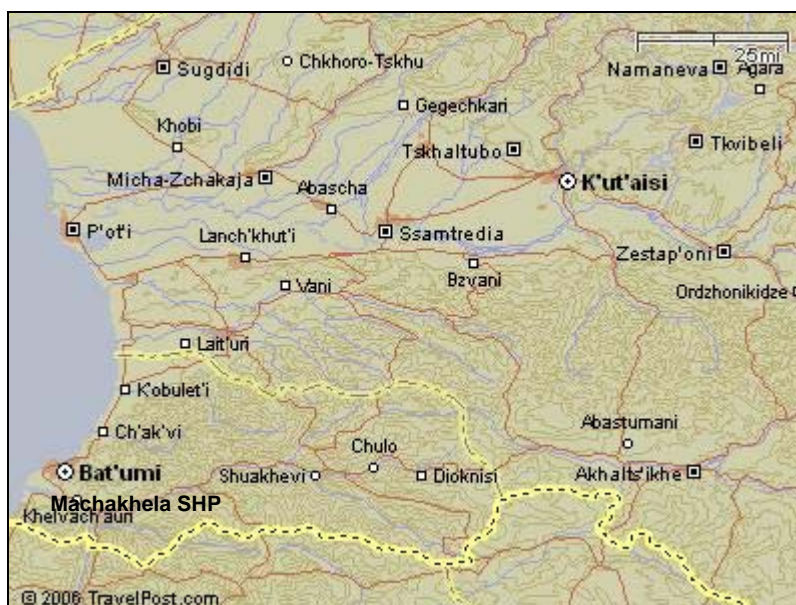 25mi
Sugdidi
Chkhoro-Tskhu
Namaneva
Agara
Gegechkari
Khobi
Tskhaltubo
Tkvibeli
Micha-Zchakaja
Abascha
K'ut'aisi
P'ot'i
Lanch'khut'i
Ssamtredia
Zestap'oni
Vani
Bzvani
Ordzhonikidze
Lait'uri
K'obulet'i
Ch'ak'vi
Abastumani
Chulo
Bat'umi
Shuakhevi
Dioknisi
Akhalts'ikhe
Machakhela SHP
Khelvach'auri
© 2006 TravelPost.com